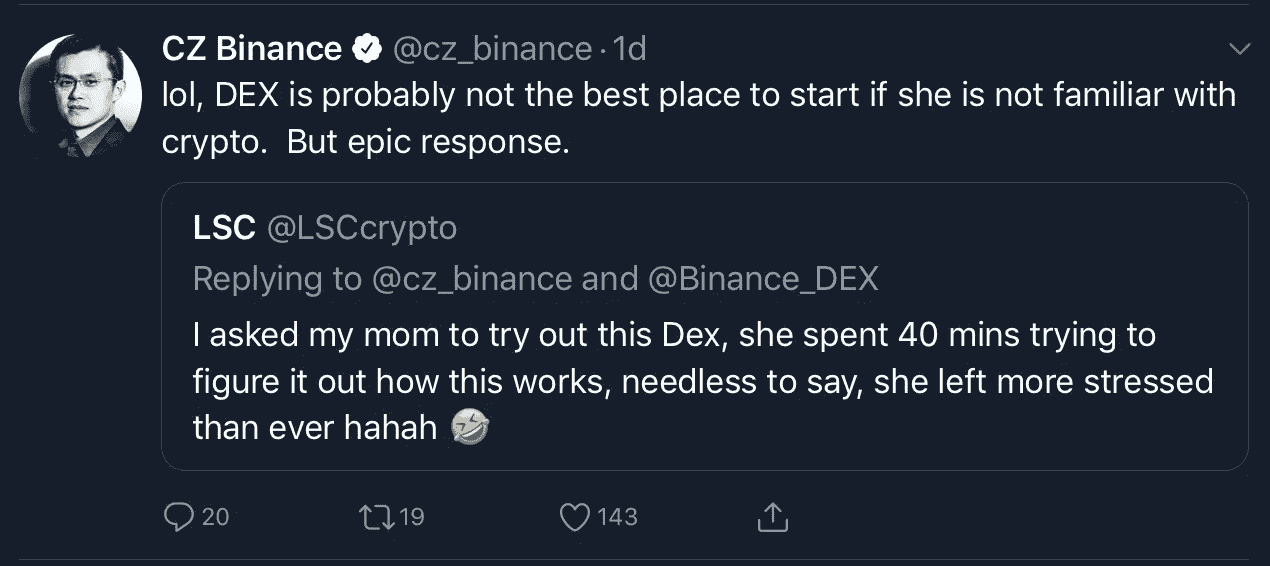 CZ Binance @cz_binance · 1d
lol, DEX is probably not the best place to start if she is not familiar with
crypto.  But epic response.
LSC @LSCcrypto
Replying to @cz_binance and @Binance_DEX
I asked my mom to try out this Dex, she spent 40 mins trying to
figure it out how this works, needless to say, she left more stressed
than ever hahah 🤣
20 19 143